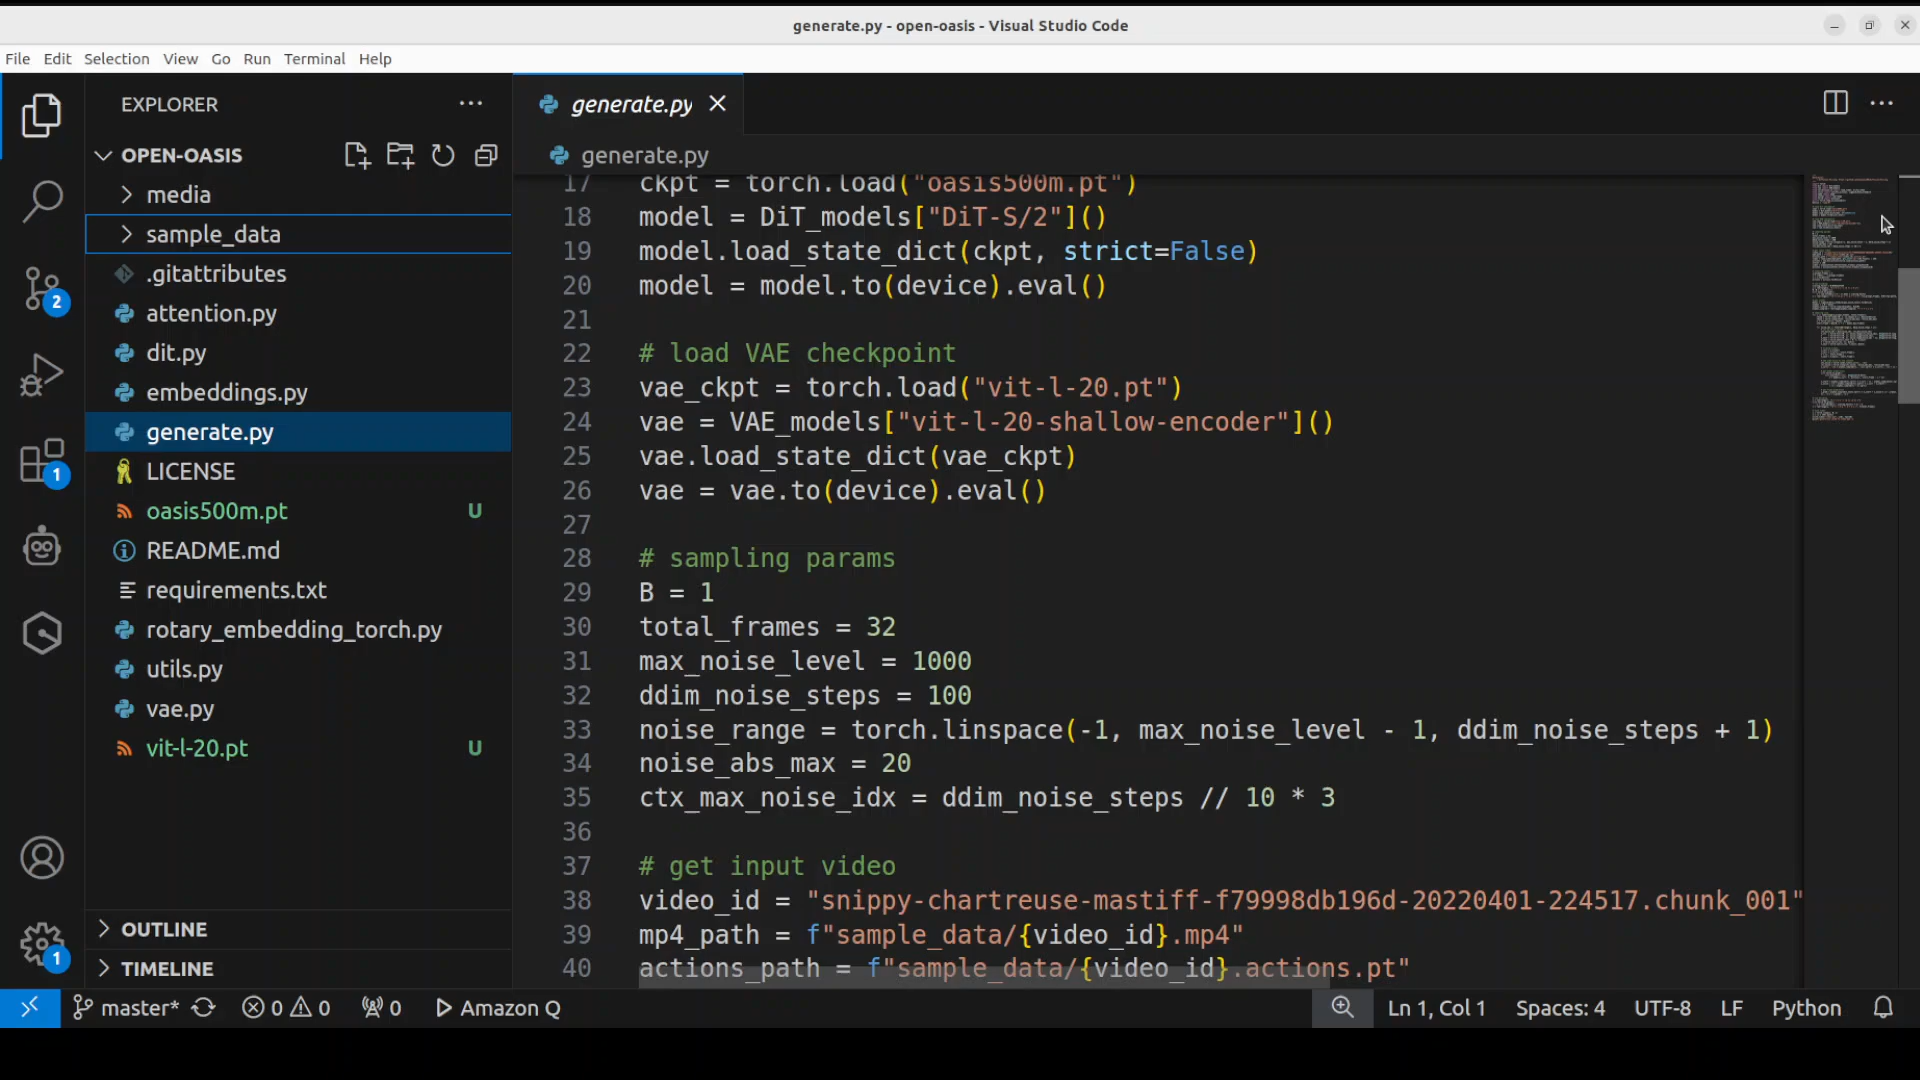 generate.py - open-oasis - Visual Studio Code
File Edit Selection View Go Run Terminal Help
EXPLORER
generate.py
OPEN-OASIS
generate.py
media
sample_data
.gitattributes
attention.py
dit.py
embeddings.py
generate.py
LICENSE
oasis500m.pt U
README.md
requirements.txt
rotary_embedding_torch.py
utils.py
vae.py
vit-l-20.pt U
OUTLINE
TIMELINE
2
1
1
17 ckpt = torch.load("oasis500m.pt")
18 model = DiT_models["DiT-S/2"]()
19 model.load_state_dict(ckpt, strict=False)
20 model = model.to(device).eval()
21
22 # load VAE checkpoint
23 vae_ckpt = torch.load("vit-l-20.pt")
24 vae = VAE_models["vit-l-20-shallow-encoder"]()
25 vae.load_state_dict(vae_ckpt)
26 vae = vae.to(device).eval()
27
28 # sampling params
29 B = 1
30 total_frames = 32
31 max_noise_level = 1000
32 ddim_noise_steps = 100
33 noise_range = torch.linspace(-1, max_noise_level - 1, ddim_noise_steps + 1)
34 noise_abs_max = 20
35 ctx_max_noise_idx = ddim_noise_steps // 10 * 3
36
37 # get input video
38 video_id = "snippy-chartreuse-mastiff-f79998db196d-20220401-224517.chunk_001"
39 mp4_path = f"sample_data/{video_id}.mp4"
40 actions_path = f"sample_data/{video_id}.actions.pt"
master* 0 0 0 Amazon Q Ln 1, Col 1 Spaces: 4 UTF-8 LF Python